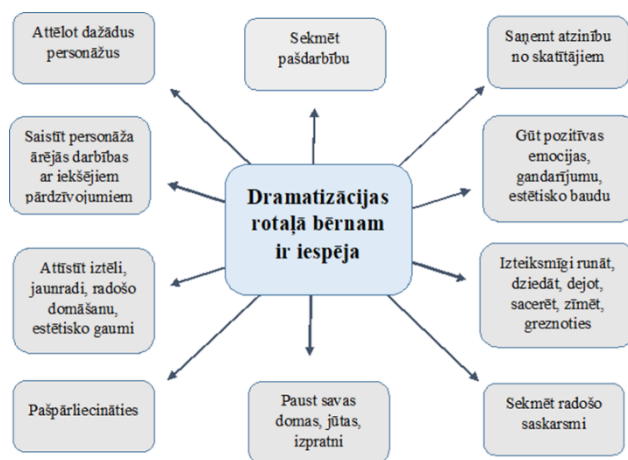 Attēlot dažādus
personāžus
Sekmēt
pašdarbību
Saņemt atzinību
no skatītājiem
Saistīt personāža
ārējās darbības
ar iekšējiem
pārdzīvojumiem
Dramatizācijas
rotaļā bērnam
ir iespēja
Gūt pozitīvas
emocijas,
gandarījumu,
estētisko baudu
Attīstīt iztēli,
jaunradi, radošo
domāšanu,
estētisko gaumi
Izteiksmīgi runāt,
dziedāt, dejot,
sacerēt, zīmēt,
greznoties
Pašpārliecināties
Paust savas
domas, jūtas,
izpratni
Sekmēt radošo
saskarsmi